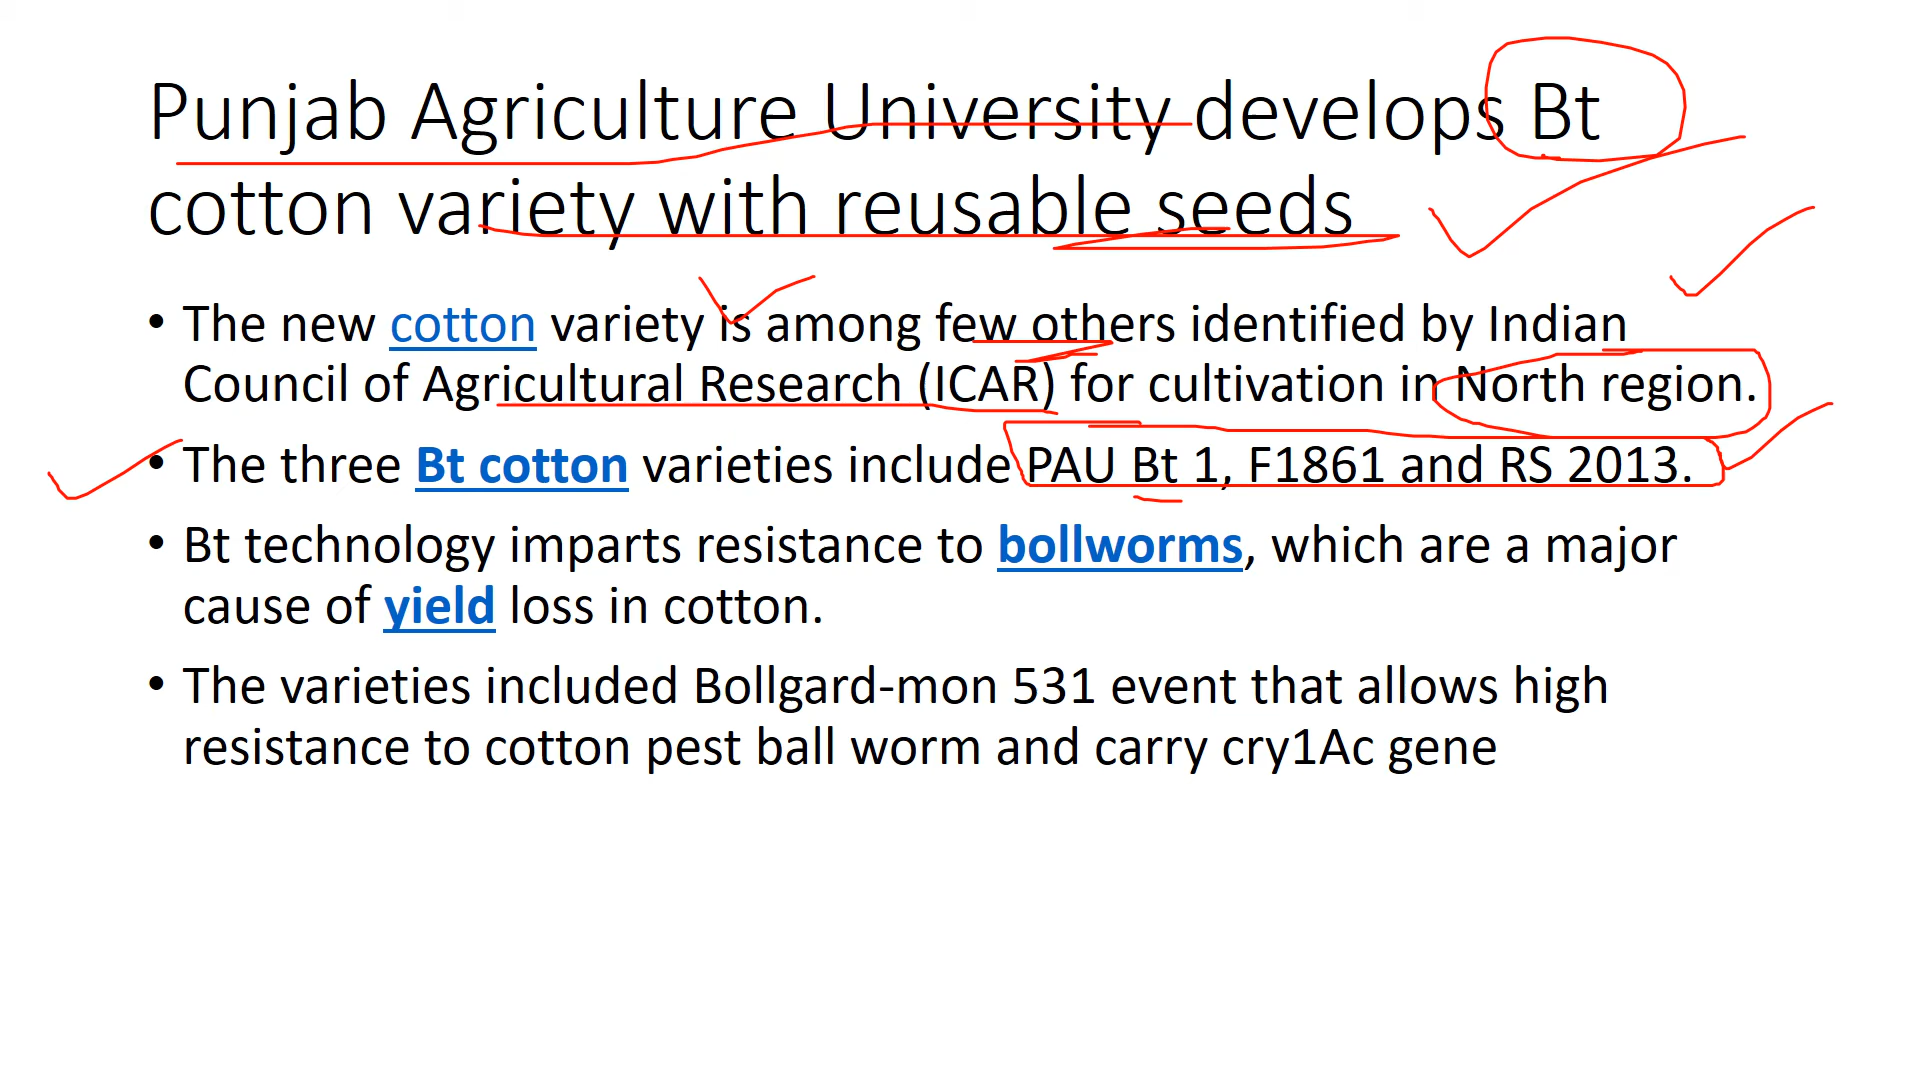 Punjab Agriculture University develops Bt
cotton variety with reusable seeds
• The new cotton variety is among few others identified by Indian
Council of Agricultural Research (ICAR) for cultivation in North region.
• The three Bt cotton varieties include PAU Bt 1, F1861 and RS 2013.
• Bt technology imparts resistance to bollworms, which are a major
cause of yield loss in cotton.
• The varieties included Bollgard-mon 531 event that allows high
resistance to cotton pest ball worm and carry cry1Ac gene